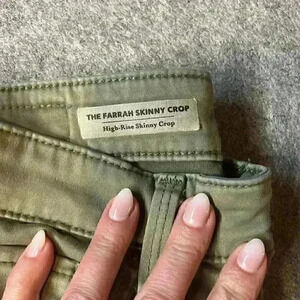 THE FARRAH SKINNY CROP
High-Rise Skinny Crop